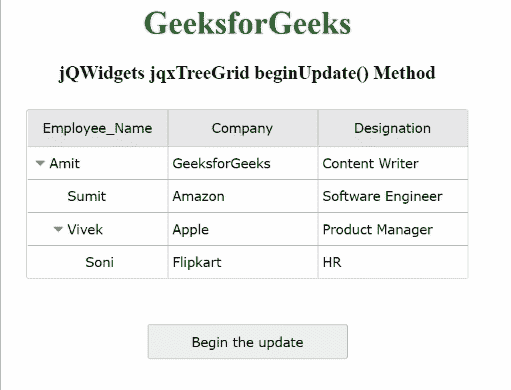 GeeksforGeeks
jQWidgets jqxTreeGrid beginUpdate() Method
Employee_Name Company Designation
Amit GeeksforGeeks Content Writer
Sumit Amazon Software Engineer
Vivek Apple Product Manager
Soni Flipkart HR
Begin the update